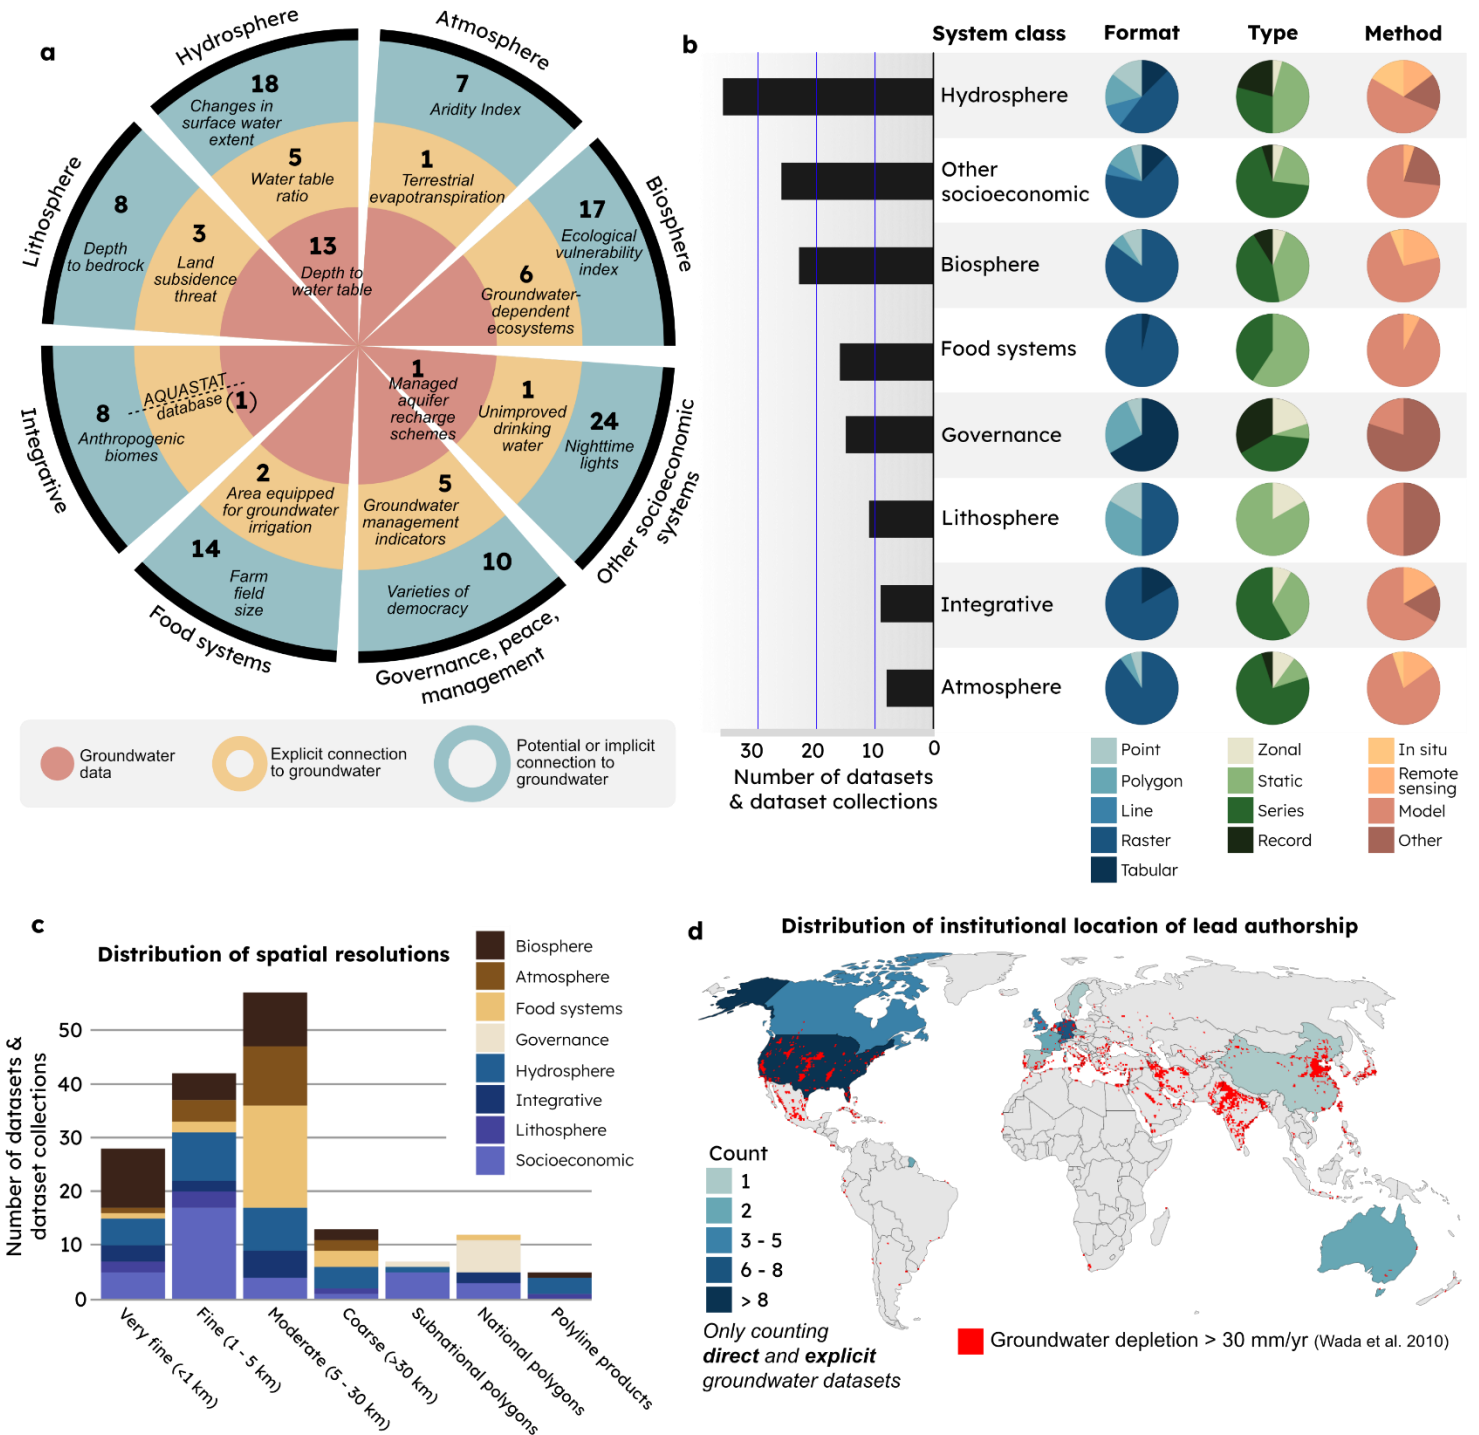 a
Hydrosphere
Atmosphere
Lithosphere
Biosphere
Integrative
Other socioeconomic
systems
Food systems
Governance, peace,
management
18
Changes in
surface water
extent
7
Aridity Index
5
Water table
ratio
1
Terrestrial
evapotranspiration
8
Depth
to bedrock
3
Land
subsidence
threat
13
Depth to
water table
17
Ecological
vulnerability
index
6
Groundwater-
dependent
ecosystems
8
Anthropogenic
biomes
AQUASTAT
database (1)
1
Managed
aquifer
recharge
schemes
1
Unimproved
drinking
water
24
Nighttime
lights
2
Area equipped
for groundwater
irrigation
5
Groundwater
management
indicators
14
Farm
field
size
10
Varieties of
democracy
Groundwater
data
Explicit connection
to groundwater
Potential or implicit
connection to
groundwater
b
System class Format Type Method
Hydrosphere
Other
socioeconomic
Biosphere
Food systems
Governance
Lithosphere
Integrative
Atmosphere
30 20 10 0
Number of datasets
& dataset collections
Point
Polygon
Line
Raster
Tabular
Zonal
Static
Series
Record
In situ
Remote
sensing
Model
Other
c
Distribution of spatial resolutions
Biosphere
Atmosphere
Food systems
Governance
Hydrosphere
Integrative
Lithosphere
Socioeconomic
Number of datasets &
dataset collections
50
40
30
20
10
0
Very fine (<1 km)
Fine (1 - 5 km)
Moderate (5 - 30 km)
Coarse (>30 km)
Subnational polygons
National polygons
Polyline products
d
Distribution of institutional location of lead authorship
Count
1
2
3 - 5
6 - 8
> 8
Only counting
direct and explicit
groundwater datasets
Groundwater depletion > 30 mm/yr (Wada et al. 2010)